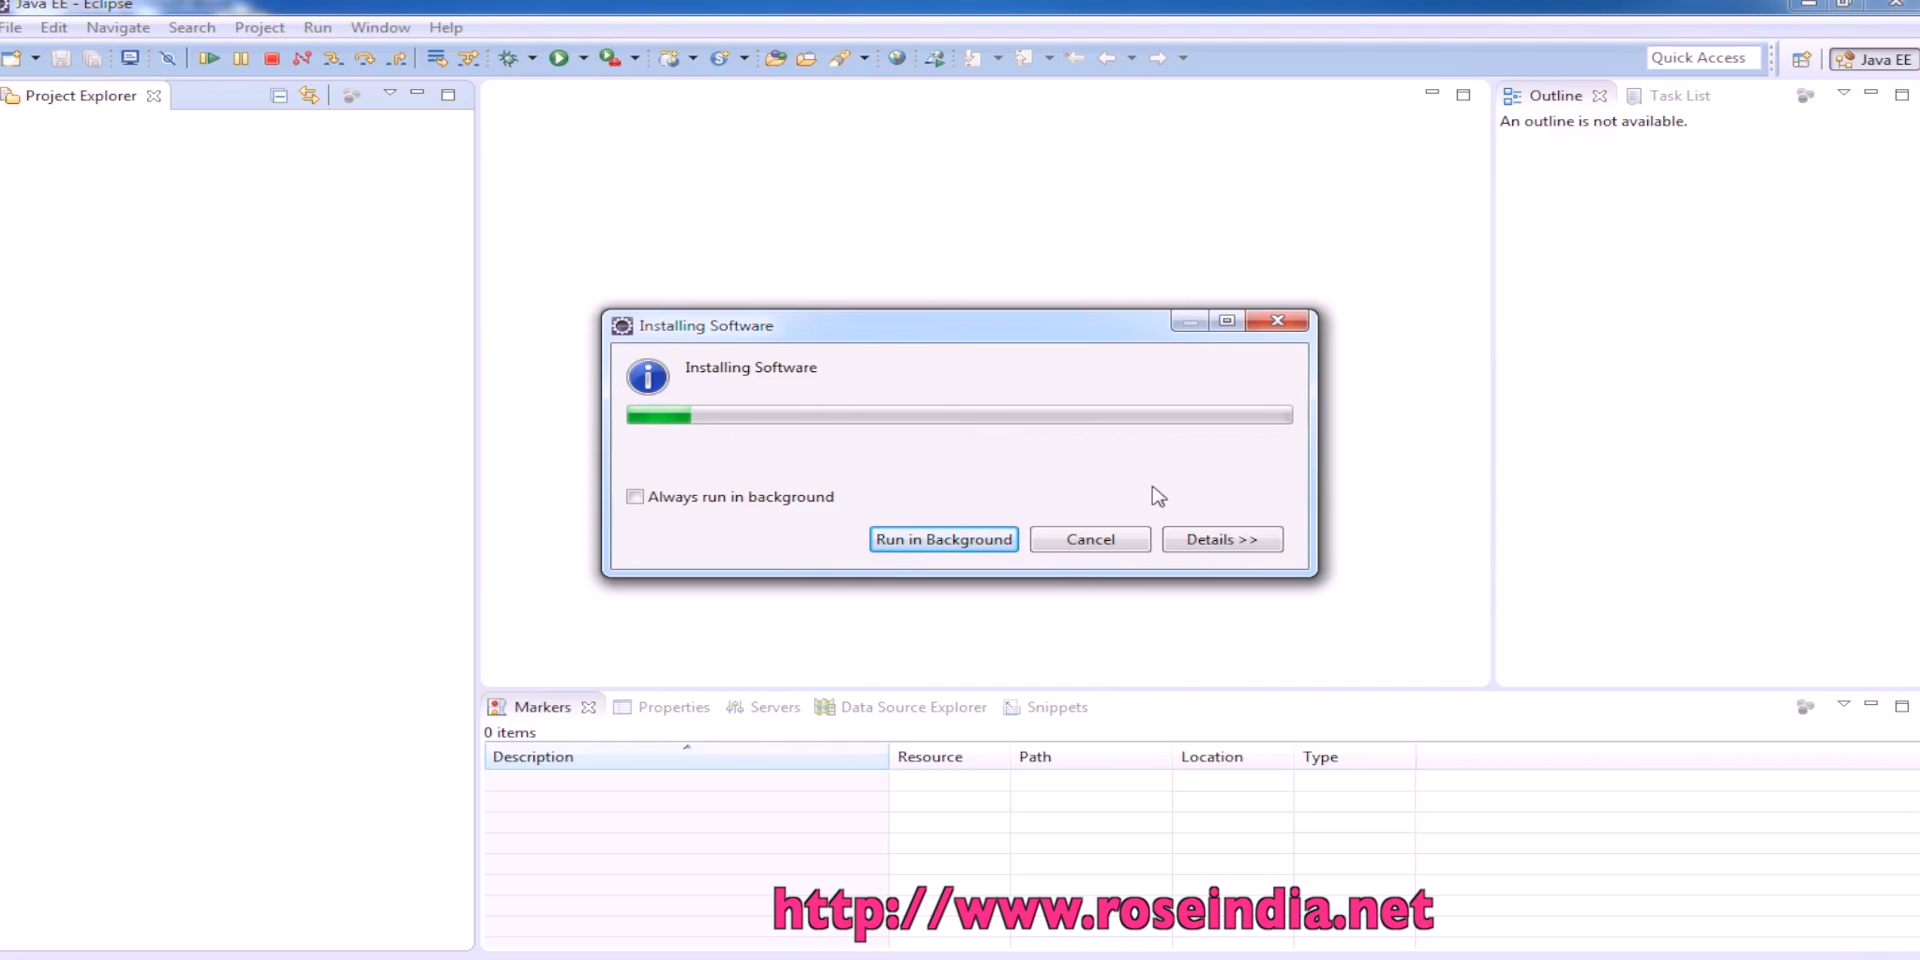 Java EE - Eclipse
File Edit Navigate Search Project Run Window Help
Quick Access
Java EE
Project Explorer
Outline Task List
An outline is not available.
Installing Software
Installing Software
Always run in background
Run in Background Cancel Details >>
Markers Properties Servers Data Source Explorer Snippets
0 items
Description Resource Path Location Type
http://www.roseindia.net